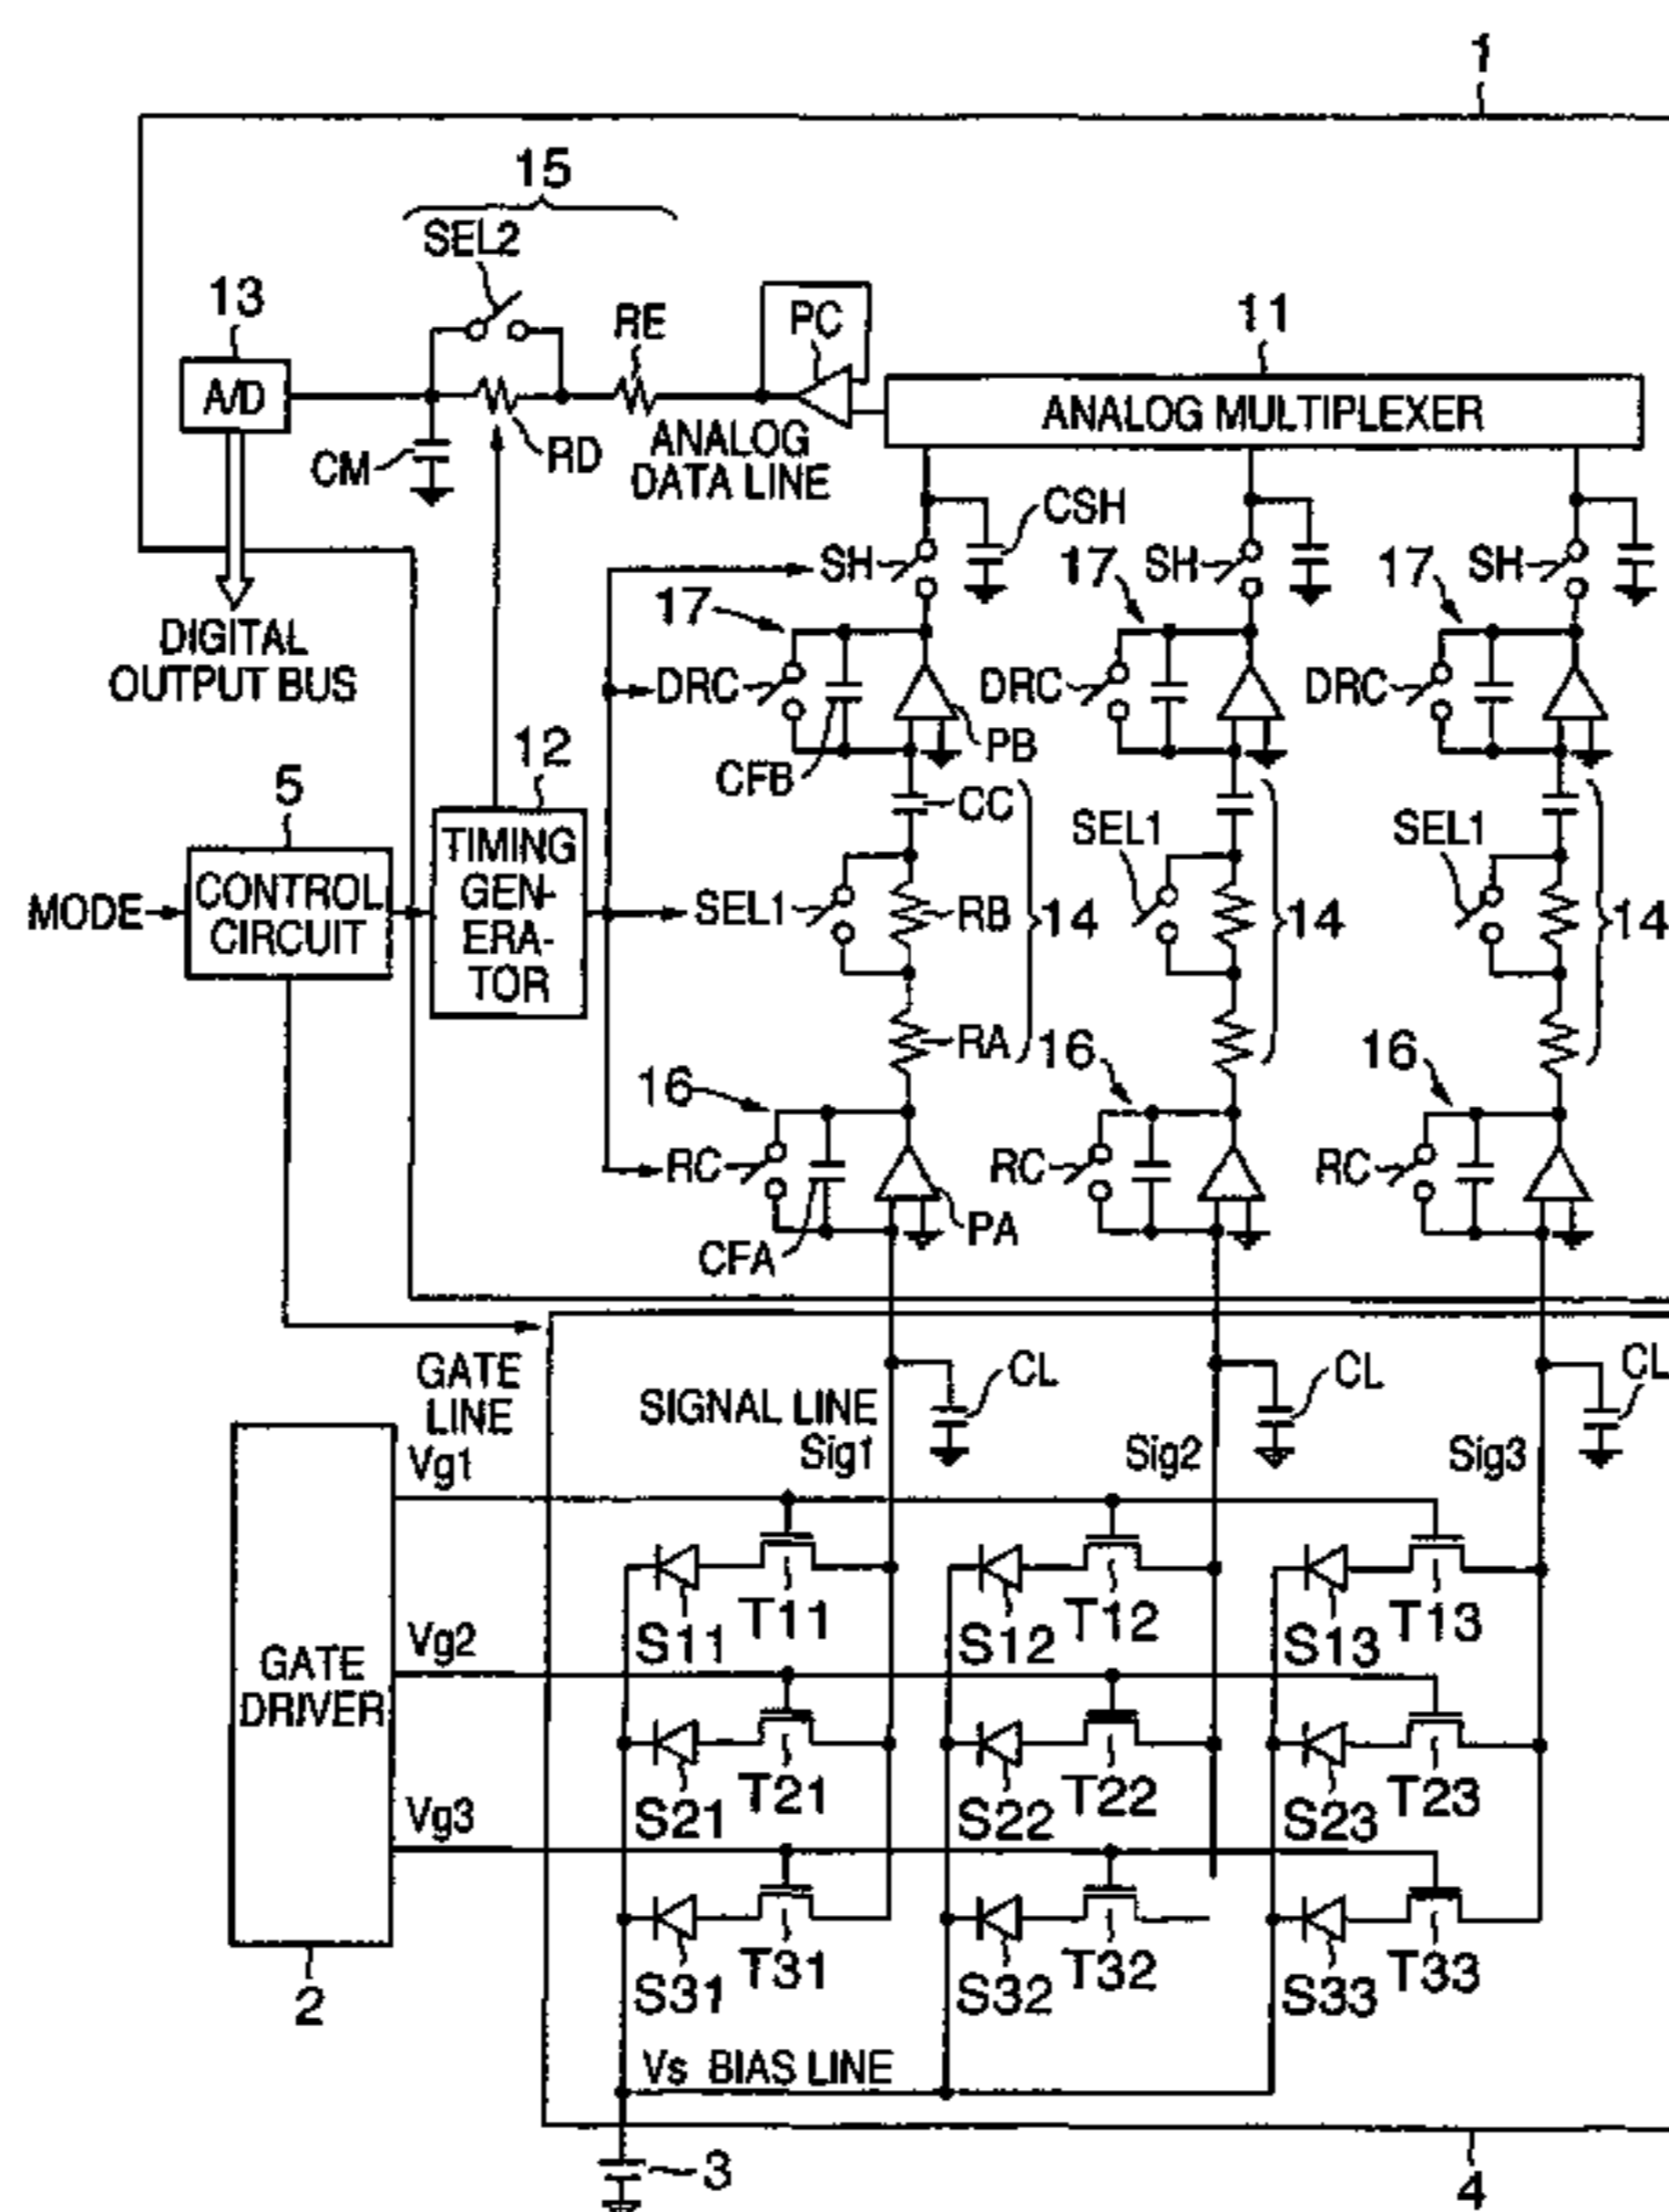 1
15
SEL2
13
RE
PC
11
A/D
ANALOG MULTIPLEXER
CM
RD
ANALOG
DATA LINE
CSH
SH
17
SH
17
SH
17
DIGITAL
OUTPUT BUS
DRC
DRC
DRC
12
PB
5
CFB
CC
TIMING
GEN-
ERA-
TOR
SEL1
SEL1
MODE
CONTROL
CIRCUIT
SEL1
RB
14
14
14
RA
16
16
16
RC
RC
RC
PA
CFA
GATE
LINE
CL
CL
CL
SIGNAL LINE
Sig1
Sig2
Sig3
Vg1
S11
T11
S12
T12
S13
T13
Vg2
GATE
DRIVER
S21
T21
S22
T22
S23
T23
Vg3
S31
T31
S32
T32
S33
T33
2
Vs BIAS LINE
3
4